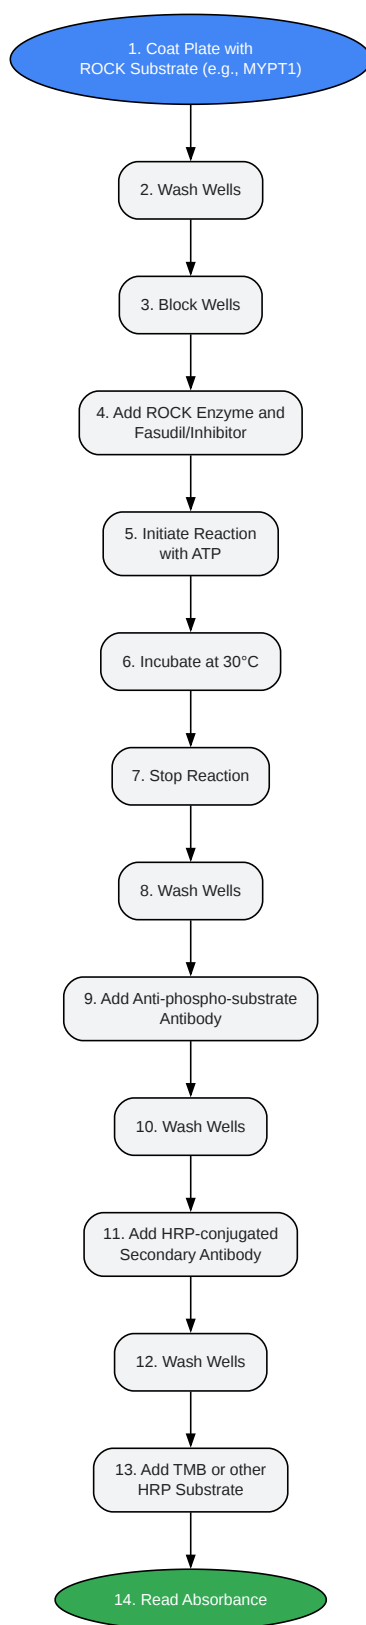 1. Coat Plate with
ROCK Substrate (e.g., MYPT1)
2. Wash Wells
3. Block Wells
4. Add ROCK Enzyme and
Fasudil/Inhibitor
5. Initiate Reaction
with ATP
6. Incubate at 30°C
7. Stop Reaction
8. Wash Wells
9. Add Anti-phospho-substrate
Antibody
10. Wash Wells
11. Add HRP-conjugated
Secondary Antibody
12. Wash Wells
13. Add TMB or other
HRP Substrate
14. Read Absorbance